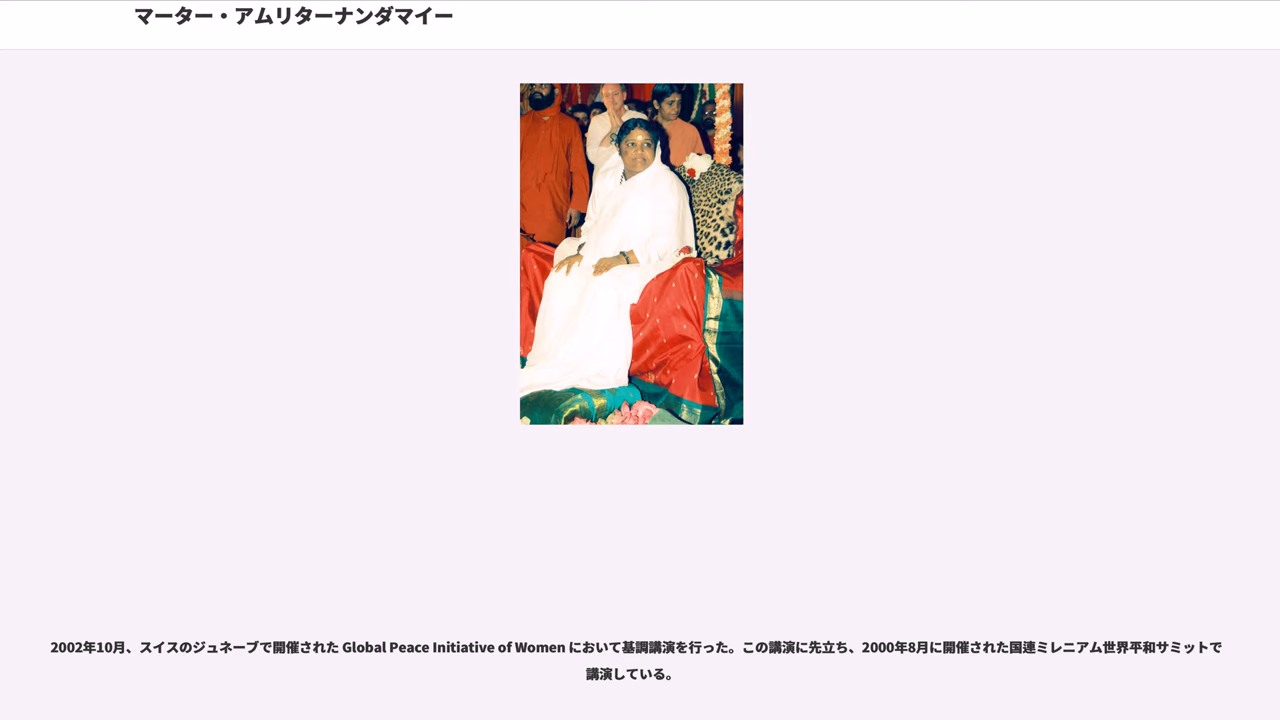 マーター・アムリターナンダマイー
2002年10月、スイスのジュネーブで開催された Global Peace Initiative of Women において基調講演を行った。この講演に先立ち、2000年8月に開催された国連ミレニアム世界平和サミットで
講演している。